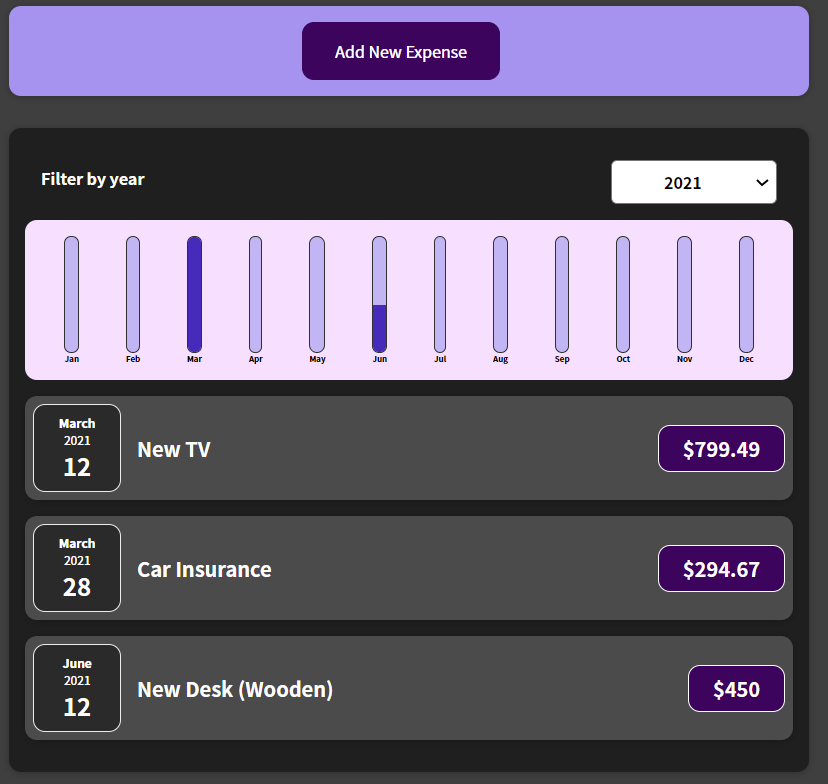 Add New Expense
Filter by year
2021
Jan Feb Mar Apr May Jun Jul Aug Sep Oct Nov Dec
March
2021
12
New TV
$799.49
March
2021
28
Car Insurance
$294.67
June
2021
12
New Desk (Wooden)
$450